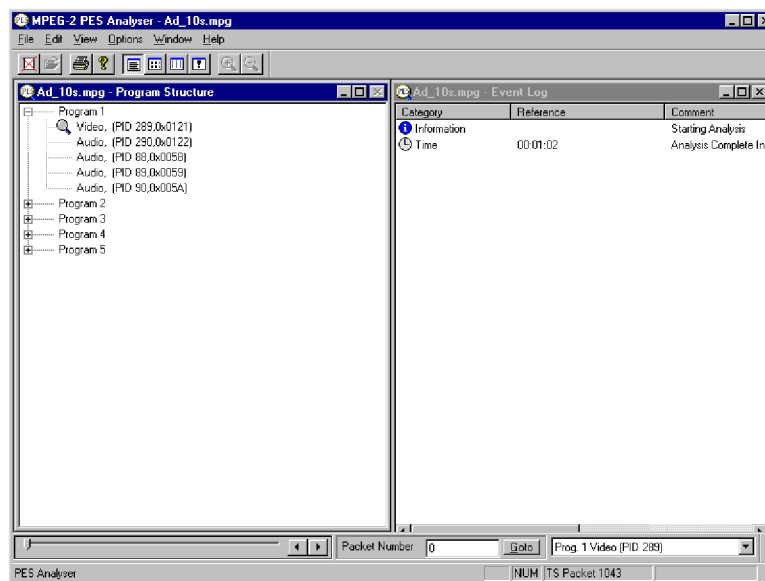 MPEG-2 PES Analyser - Ad_10s.mpg
File Edit View Options Window Help
Ad_10s.mpg - Program Structure
Program 1
Video, (PID 289,0x0121)
Audio, (PID 290,0x0122)
Audio, (PID 88,0x0058)
Audio, (PID 89,0x0059)
Audio, (PID 90,0x005A)
Program 2
Program 3
Program 4
Program 5
Ad_10s.mpg - Event Log
Category Reference Comment
Information Starting Analysis
Time 00:01:02 Analysis Complete In
Packet Number 0 Goto Prog. 1 Video (PID 289)
PES Analyser NUM TS Packet 1043